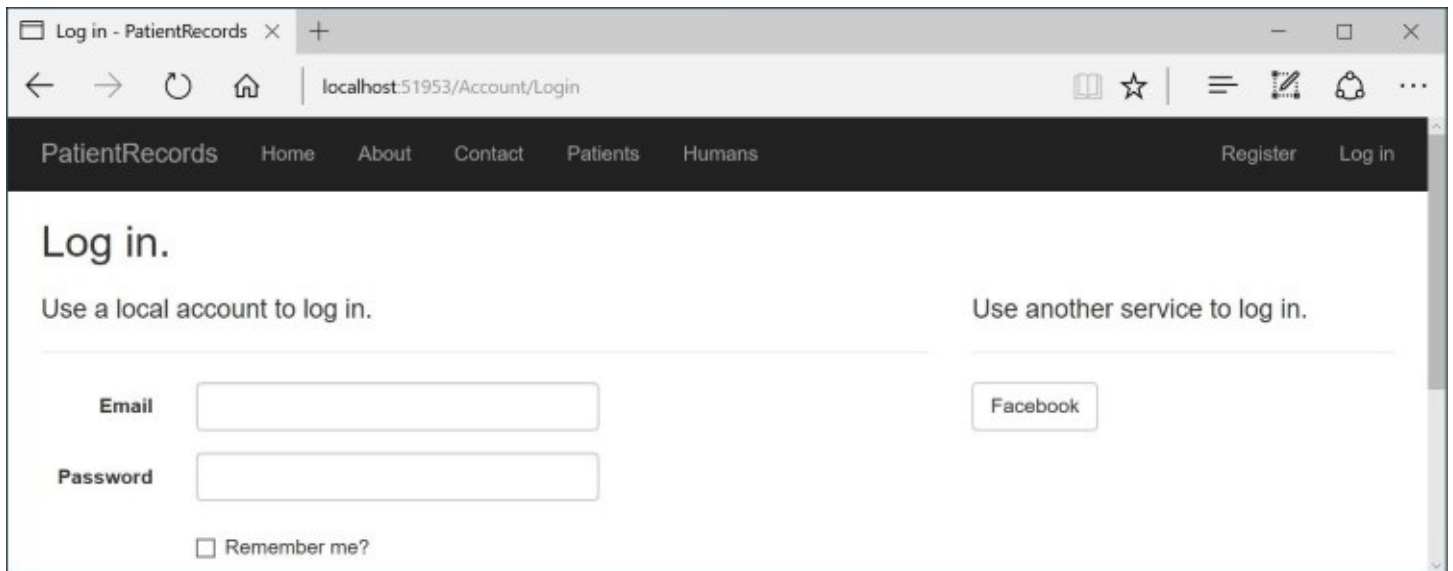 Log in - PatientRecords
localhost:51953/Account/Login
PatientRecords Home About Contact Patients Humans Register Log in
Log in.
Use a local account to log in.
Use another service to log in.
Email
Facebook
Password
Remember me?